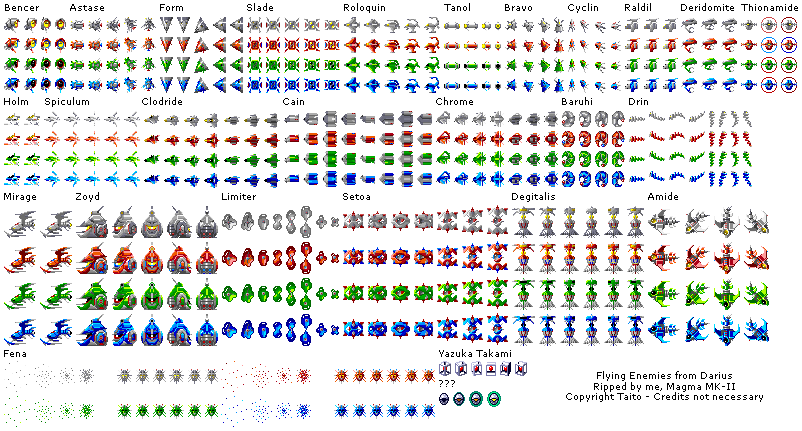 Bencer Astase Form Slade Roloquin Tanol Bravo Cyclin Raldil Deridomite Thionamide
Holm Spiculum Clodride Cain Chrome Baruhi Drin
Mirage Zoyd Limiter Setoa Degitalis Amide
Fena Yazuka Takami
???
Flying Enemies from Darius
Ripped by me, Magma MK-II
Copyright Taito - Credits not necessary